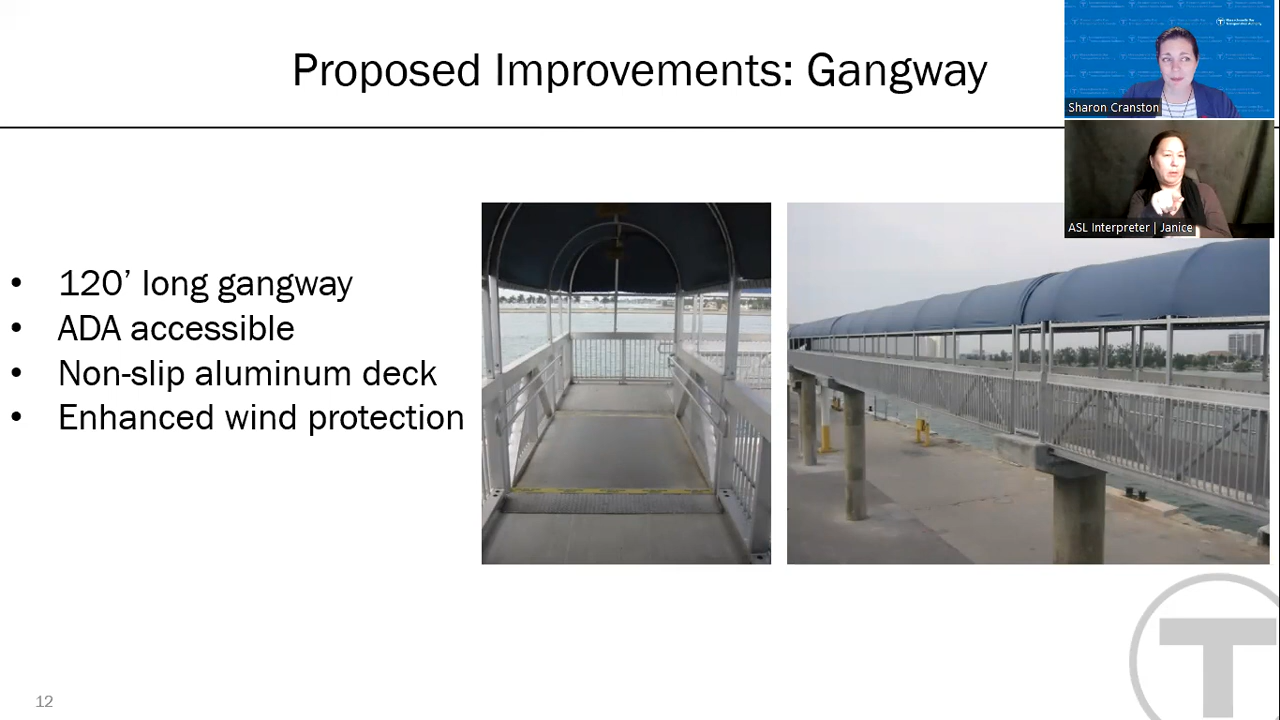 Proposed Improvements: Gangway
Sharon Cranston
ASL Interpreter | Janice
• 120’ long gangway
• ADA accessible
• Non-slip aluminum deck
• Enhanced wind protection
T
12